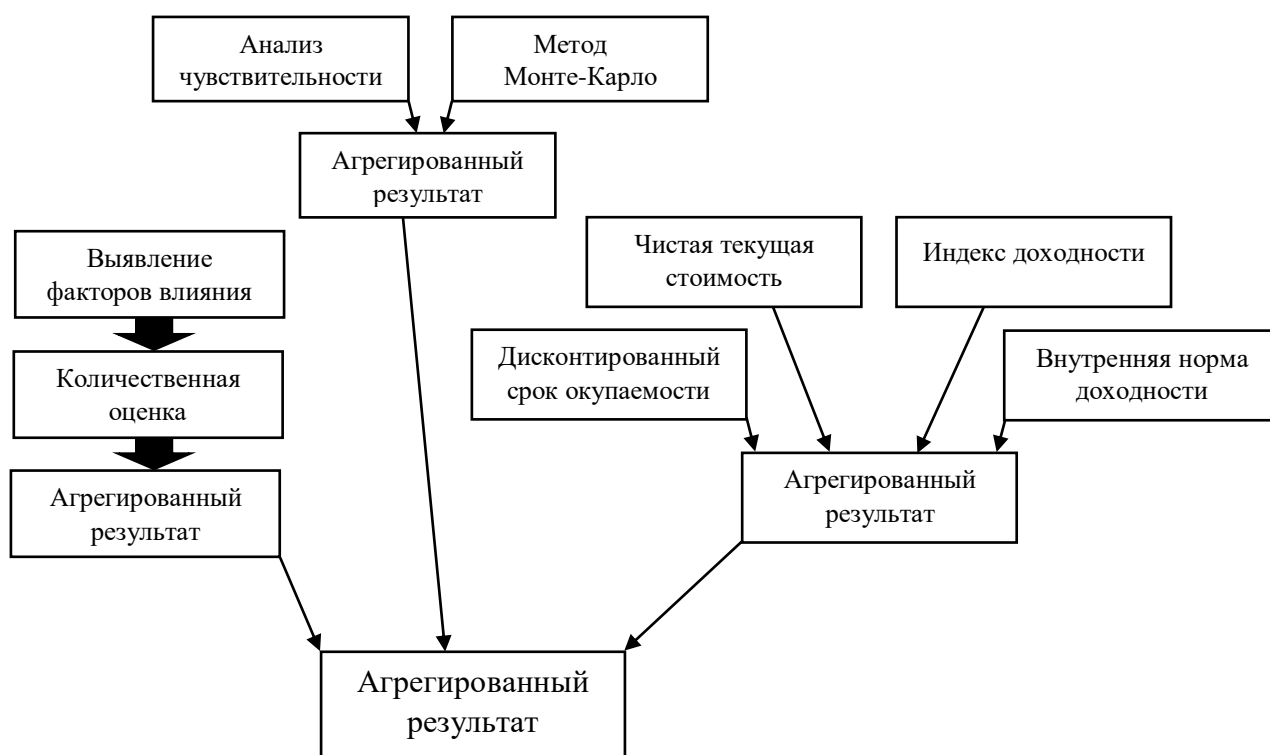 Анализ
чувствительности
Метод
Монте-Карло
Агрегированный
результат
Выявление
факторов влияния
Количественная
оценка
Агрегированный
результат
Чистая текущая
стоимость
Индекс доходности
Дисконтированный
срок окупаемости
Внутренняя норма
доходности
Агрегированный
результат
Агрегированный
результат